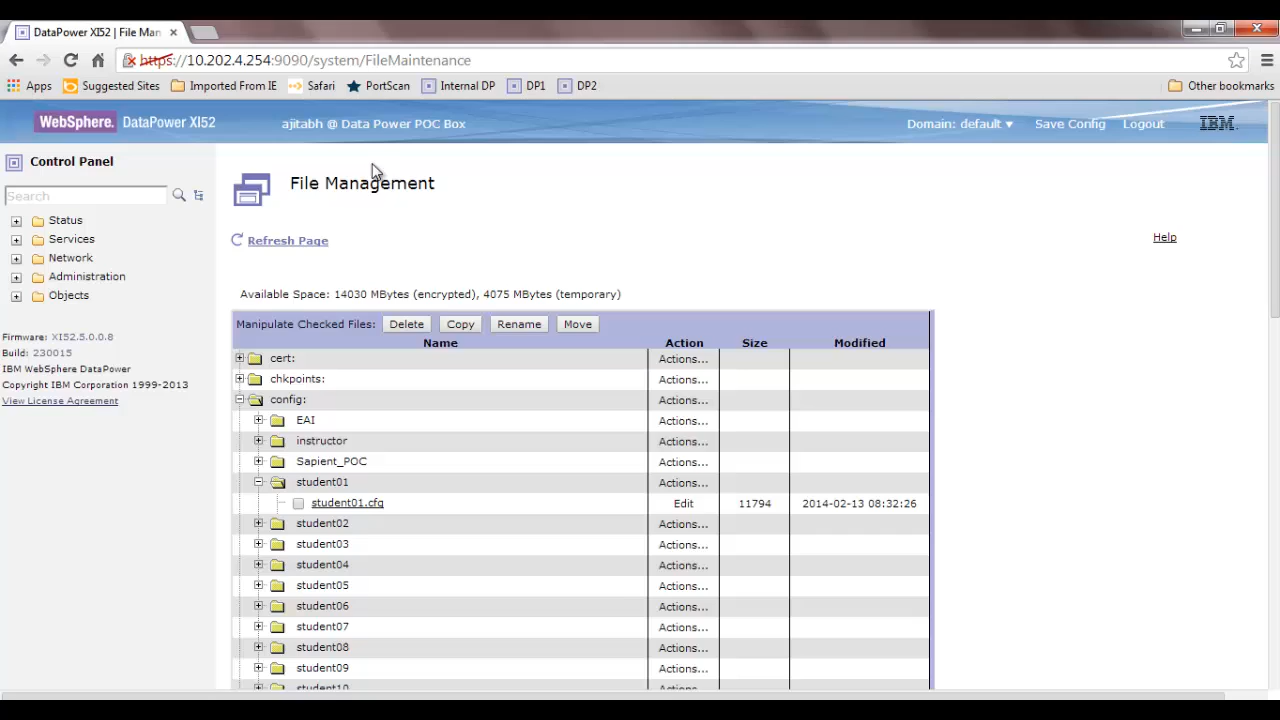 DataPower XI52 | File Man
https://10.202.4.254:9090/system/FileMaintenance
Apps Suggested Sites Imported From IE Safari PortScan Internal DP DP1 DP2 Other bookmarks
WebSphere. DataPower XI52 ajitabh @ Data Power POC Box Domain: default Save Config Logout IBM
Control Panel
Search
Status
Services
Network
Administration
Objects
Firmware: XI52.5.0.0.8
Build: 230015
IBM WebSphere DataPower
Copyright IBM Corporation 1999-2013
View License Agreement
File Management
Refresh Page
Help
Available Space: 14030 MBytes (encrypted), 4075 MBytes (temporary)
Manipulate Checked Files: Delete Copy Rename Move
Name Action Size Modified
cert: Actions...
chkpoints: Actions...
config: Actions...
EAI Actions...
instructor Actions...
Sapient_POC Actions...
student01 Actions...
student01.cfg Edit 11794 2014-02-13 08:32:26
student02 Actions...
student03 Actions...
student04 Actions...
student05 Actions...
student06 Actions...
student07 Actions...
student08 Actions...
student09 Actions...
student10 Actions...